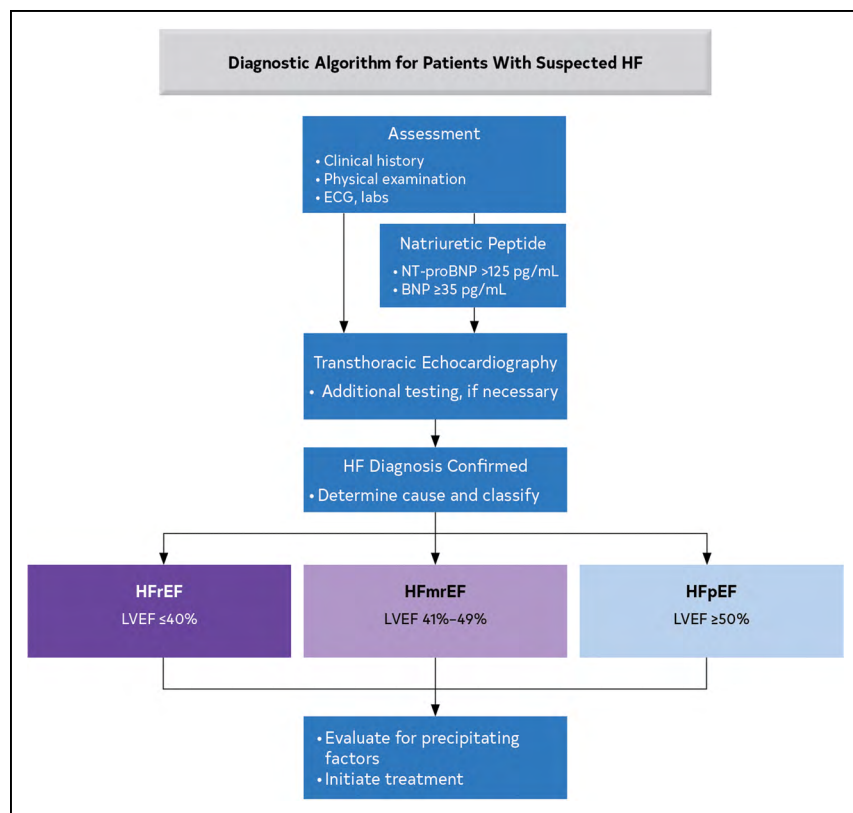 Diagnostic Algorithm for Patients With Suspected HF
Assessment
• Clinical history
• Physical examination
• ECG, labs
Natriuretic Peptide
• NT-proBNP >125 pg/mL
• BNP ≥35 pg/mL
Transthoracic Echocardiography
• Additional testing, if necessary
HF Diagnosis Confirmed
• Determine cause and classify
HFrEF
LVEF ≤40%
HFmrEF
LVEF 41%–49%
HFpEF
LVEF ≥50%
• Evaluate for precipitating
factors
• Initiate treatment